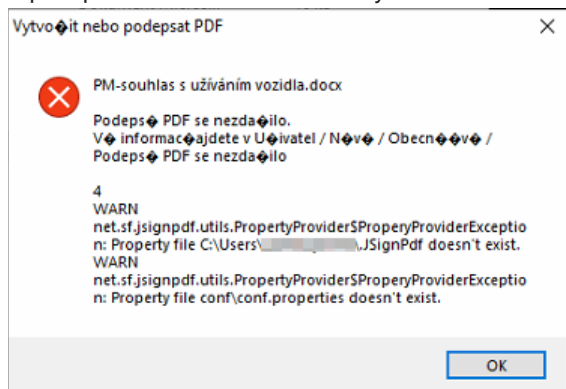 Vytvo�it nebo podepsat PDF
PM-souhlas s užíváním vozidla.docx
Podeps� PDF se nezda�ilo.
V� informac�ajdete v U�ivatel / N�v� / Obecn��v� /
Podeps� PDF se nezda�ilo
4
WARN
net.sf.jsignpdf.utils.PropertyProvider$ProperyProviderExceptio
n: Property file C:\Users\ \.JSignPdf doesn't exist.
WARN
net.sf.jsignpdf.utils.PropertyProvider$ProperyProviderExceptio
n: Property file conf\conf.properties doesn't exist.
OK